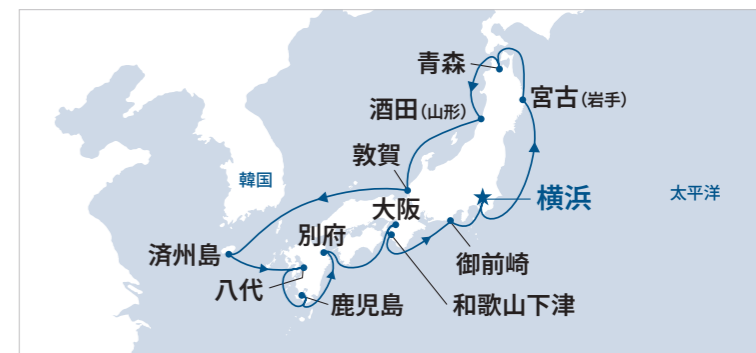 青森
宮古(岩手)
酒田(山形)
敦賀
韓国
大阪
横浜
太平洋
別府
済州島
御前崎
八代
鹿児島
和歌山下津